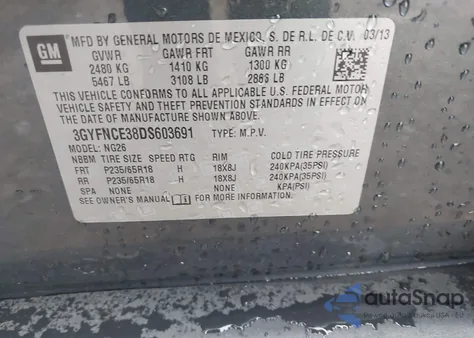 GM
MFD BY GENERAL MOTORS DE MEXICO, S. DE R.L. DE C.V. 03/13
GVWR GAWR FRT GAWR RR
2480 KG 1410 KG 1300 KG
5467 LB 3108 LB 2866 LB
THIS VEHICLE CONFORMS TO ALL APPLICABLE U.S. FEDERAL MOTOR
VEHICLE SAFETY, BUMPER, AND THEFT PREVENTION STANDARDS IN EFFECT ON
THE DATE OF MANUFACTURE SHOWN ABOVE.
3GYFNCE38DS603691 TYPE: M.P.V.
MODEL: NG26
NBBM TIRE SIZE SPEED RTG RIM COLD TIRE PRESSURE
FRT P235/65R18 H 18X8J 240KPA(35PSI)
RR P235/65R18 H 18X8J 240KPA(35PSI)
SPA NONE NONE KPA(PSI)
SEE OWNER'S MANUAL FOR MORE INFORMATION.
autoSnap